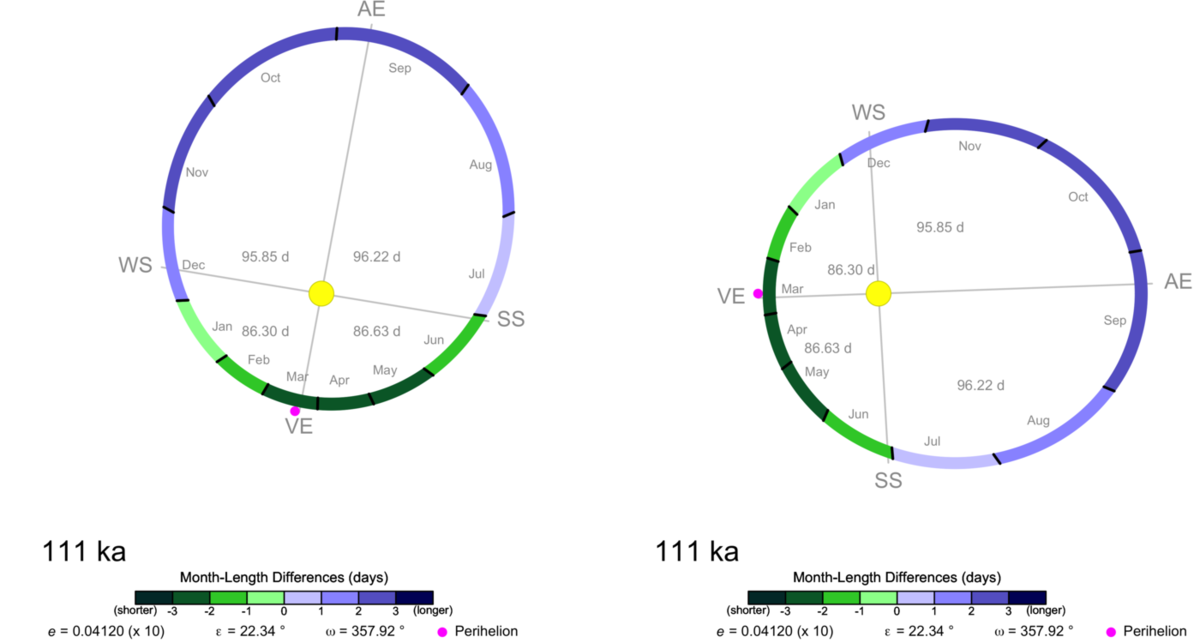 AE
Oct
Sep
Nov
Aug
WS
Dec
95.85 d
96.22 d
Jul
SS
Jan
86.30 d
86.63 d
Jun
Feb
Mar
Apr
May
VE
111 ka
Month-Length Differences (days)
(shorter) -3 -2 -1 0 1 2 3 (longer)
e = 0.04120 (x 10) ε = 22.34 ° ω = 357.92 ° Perihelion
WS
Nov
Dec
Oct
Jan
95.85 d
Feb
86.30 d
AE
VE
Mar
Sep
Apr
86.63 d
May
96.22 d
Jun
Aug
Jul
SS
111 ka
Month-Length Differences (days)
(shorter) -3 -2 -1 0 1 2 3 (longer)
e = 0.04120 (x 10) ε = 22.34 ° ω = 357.92 ° Perihelion